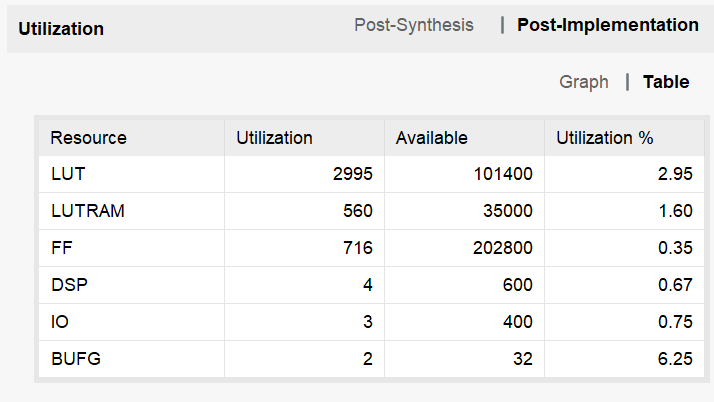 Utilization Post-Synthesis | Post-Implementation
Graph | Table
Resource Utilization Available Utilization %
LUT 2995 101400 2.95
LUTRAM 560 35000 1.60
FF 716 202800 0.35
DSP 4 600 0.67
IO 3 400 0.75
BUFG 2 32 6.25